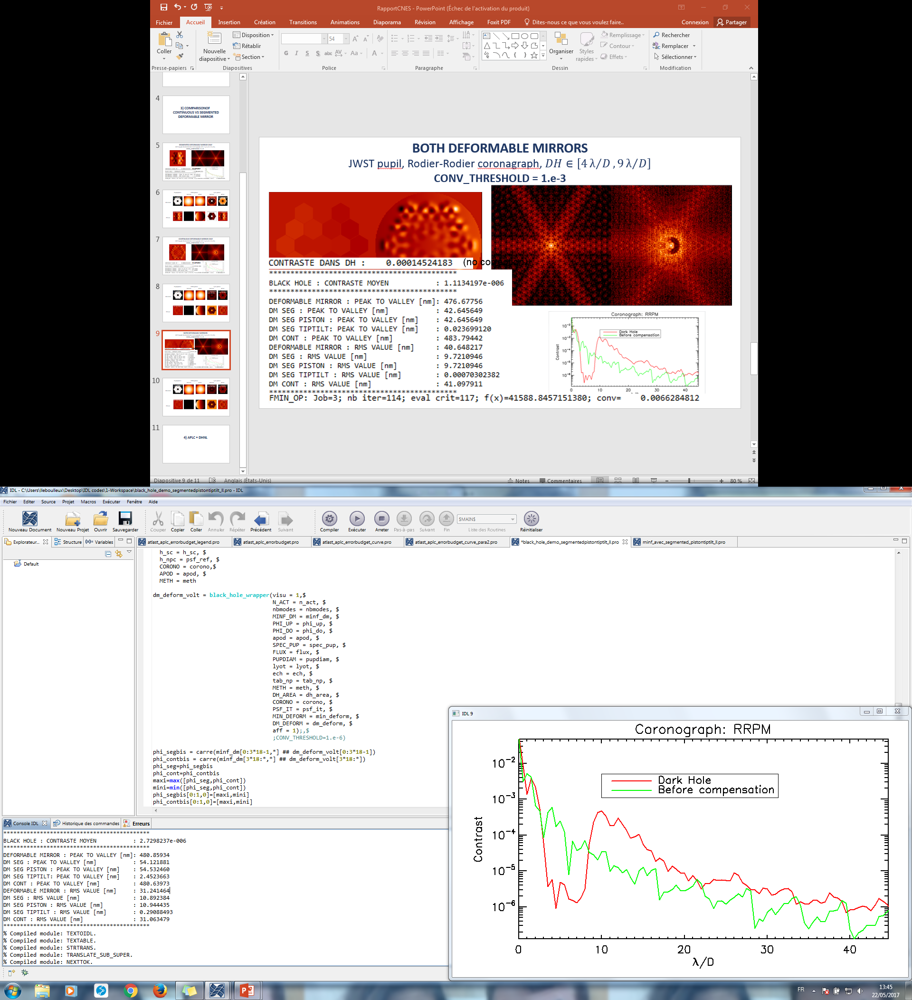 RapportCNES - PowerPoint (Échec de l'activation du produit)
Fichier Accueil Insertion Création Transitions Animations Diaporama Révision Affichage Foxit PDF Dites-nous ce que vous voulez faire.. Connexion Partager
Coller
Nouvelle diapositive
Disposition
Rétablir
Section
54
G I S S abc AV Aa A
Organiser
Styles rapides
Remplissage
Contour
Effets
Rechercher
Remplacer
Sélectionner
Presse-papiers Diapositives Police Paragraphe Dessin Modification
4
3) COMPARISONOF
CONTINUOUS VS SEGMENTED
DEFORMABLE MIRROR
5
6
7
8
9
10
11
4) APLC + DHNL
BOTH DEFORMABLE MIRRORS
JWST pupil, Rodier-Rodier coronagraph, DH ∈ [4 λ/D , 9 λ/D]
CONV_THRESHOLD = 1.e-3
CONTRASTE DANS DH : 0.00014524183 (no co
********************************************
BLACK HOLE : CONTRASTE MOYEN : 1.1134197e-006
********************************************
DEFORMABLE MIRROR : PEAK TO VALLEY [nm]: 476.67756
DM SEG : PEAK TO VALLEY [nm] : 42.645649
DM SEG PISTON : PEAK TO VALLEY [nm] : 42.645649
DM SEG TIPTILT: PEAK TO VALLEY [nm] : 0.023699120
DM CONT : PEAK TO VALLEY [nm] : 483.79442
DEFORMABLE MIRROR : RMS VALUE [nm] : 40.648217
DM SEG : RMS VALUE [nm] : 9.7210946
DM SEG PISTON : RMS VALUE [nm] : 9.7210946
DM SEG TIPTILT : RMS VALUE [nm] : 0.00070302382
DM CONT : RMS VALUE [nm] : 41.097911
********************************************
FMIN_OP: Job=3; nb iter=114; eval crit=117; f(x)=41588.8457151380; conv= 0.0066284812
Coronograph: RRPM
Dark Hole
Before compensation
Contrast
10⁻²
10⁻³
10⁻⁴
10⁻⁵
10⁻⁶
0 10 20 30 40
Diapositive 9 de 11 Anglais (États-Unis) Notes Commentaires 80 %
IDL - C:\Users\lleboulleux\Desktop\IDL codes\1-Workspace\black_hole_demo_segmentedpistontiptilt_ll.pro - IDL
Fichier Editer Source Projet Macros Exécuter Fenêtre Aide
$MAIN$
Nouveau Document Nouveau Projet Ouvrir Sauvegarder Couper Copier Coller Annuler Répéter Précédent Suivant Compiler Exécuter Arreter Pas-à-pas Suivant Fin Liste des Routines Réinitialiser
Explorateur... Structure (x)= Variables
atlast_aplc_errorbudget_legend.pro atlast_aplc_errorbudget.pro atlast_aplc_errorbudget_curve.pro atlast_aplc_errorbudget_curve_para2.pro *black_hole_demo_segmentedpistontiptilt_ll.pro minf_avec_segmented_pistontiptilt_ll.pro
Default
h_sc = h_sc, $
h_npc = psf_ref, $
CORONO = corono,$
APOD = apod, $
METH = meth
dm_deform_volt = black_hole_wrapper(visu = 1,$
N_ACT = n_act, $
nbmodes = nbmodes, $
MINF_DM = minf_dm, $
PHI_UP = phi_up, $
PHI_DO = phi_do, $
apod = apod, $
SPEC_PUP = spec_pup, $
FLUX = flux, $
PUPDIAM = pupdiam, $
lyot = lyot, $
ech = ech, $
tab_np = tab_np, $
METH = meth, $
DH_AREA = dh_area, $
CORONO = corono, $
PSF_IT = psf_it, $
MIN_DEFORM = min_deform, $
DM_DEFORM = dm_deform, $
aff = 1);,$
;CONV_THRESHOLD=1.e-6)
phi_segbis = carre(minf_dm[0:3*18-1,*] ## dm_deform_volt[0:3*18-1])
phi_contbis = carre(minf_dm[3*18:*,*] ## dm_deform_volt[3*18:*])
phi_seg=phi_segbis
phi_cont=phi_contbis
maxi=max([phi_seg,phi_cont])
mini=min([phi_seg,phi_cont])
phi_segbis[0:1,0]=[maxi,mini]
phi_contbis[0:1,0]=[maxi,mini]
Console IDL Historique des commandes Erreurs
********************************************
BLACK HOLE : CONTRASTE MOYEN : 2.7298237e-006
********************************************
DEFORMABLE MIRROR : PEAK TO VALLEY [nm]: 480.85934
DM SEG : PEAK TO VALLEY [nm] : 54.121881
DM SEG PISTON : PEAK TO VALLEY [nm] : 54.532460
DM SEG TIPTILT: PEAK TO VALLEY [nm] : 2.4523663
DM CONT : PEAK TO VALLEY [nm] : 480.63973
DEFORMABLE MIRROR : RMS VALUE [nm] : 31.241464
DM SEG : RMS VALUE [nm] : 10.892384
DM SEG PISTON : RMS VALUE [nm] : 10.944435
DM SEG TIPTILT : RMS VALUE [nm] : 0.29088493
DM CONT : RMS VALUE [nm] : 31.063479
********************************************
% Compiled module: TEXTOIDL.
% Compiled module: TEXTABLE.
% Compiled module: STRTRANS.
% Compiled module: TRANSLATE_SUB_SUPER.
% Compiled module: NEXTTOK.
IDL 9
Coronograph: RRPM
Dark Hole
Before compensation
Contrast
10⁻²
10⁻³
10⁻⁴
10⁻⁵
10⁻⁶
0 10 20 30 40
λ/D
FR
13:45
22/05/2017